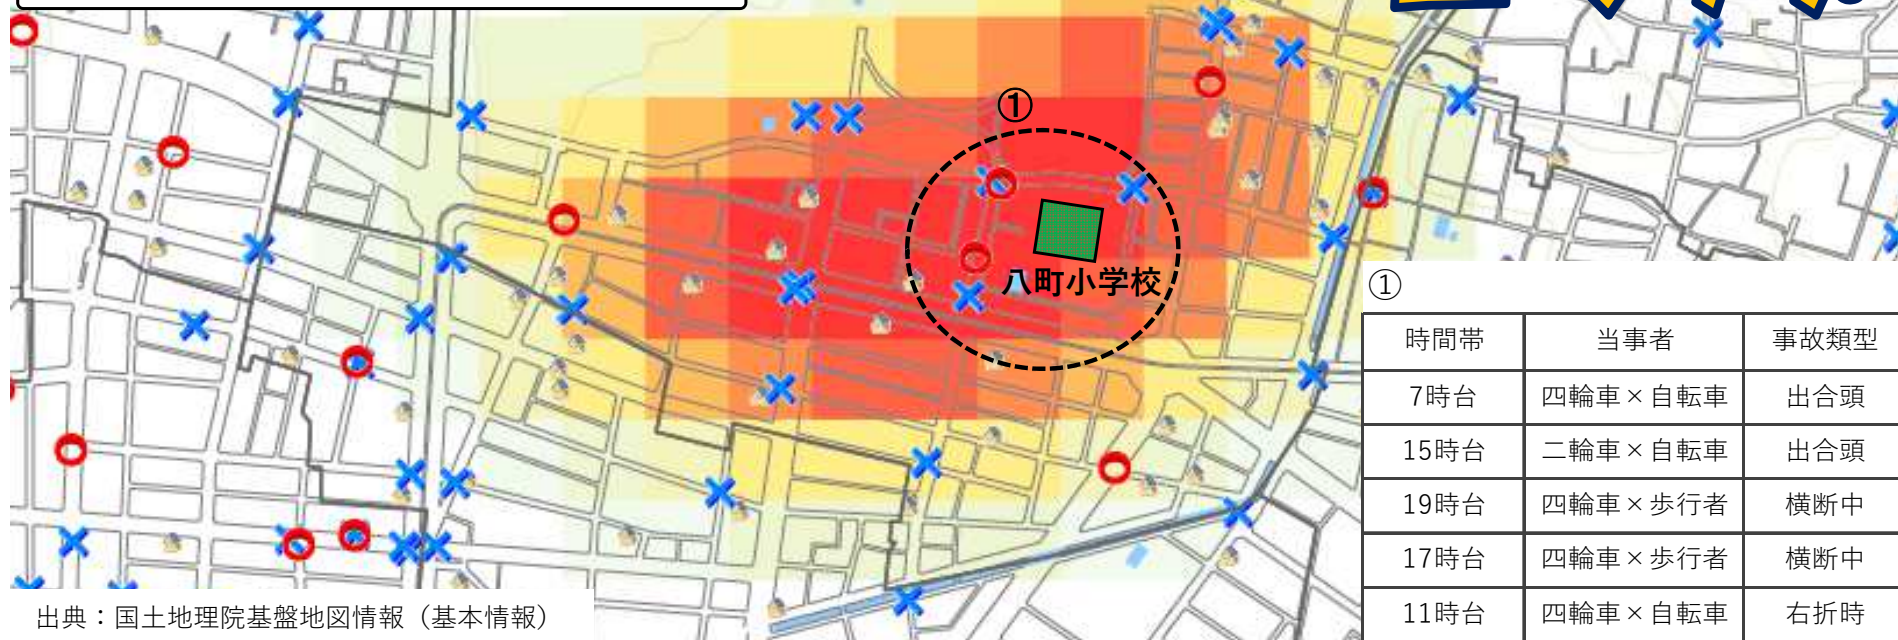 ①
八町小学校
①
時間帯 当事者 事故類型
7時台 四輪車×自転車 出合頭
15時台 二輪車×自転車 出合頭
19時台 四輪車×歩行者 横断中
17時台 四輪車×歩行者 横断中
11時台 四輪車×自転車 右折時
出典：国土地理院基盤地図情報（基本情報）